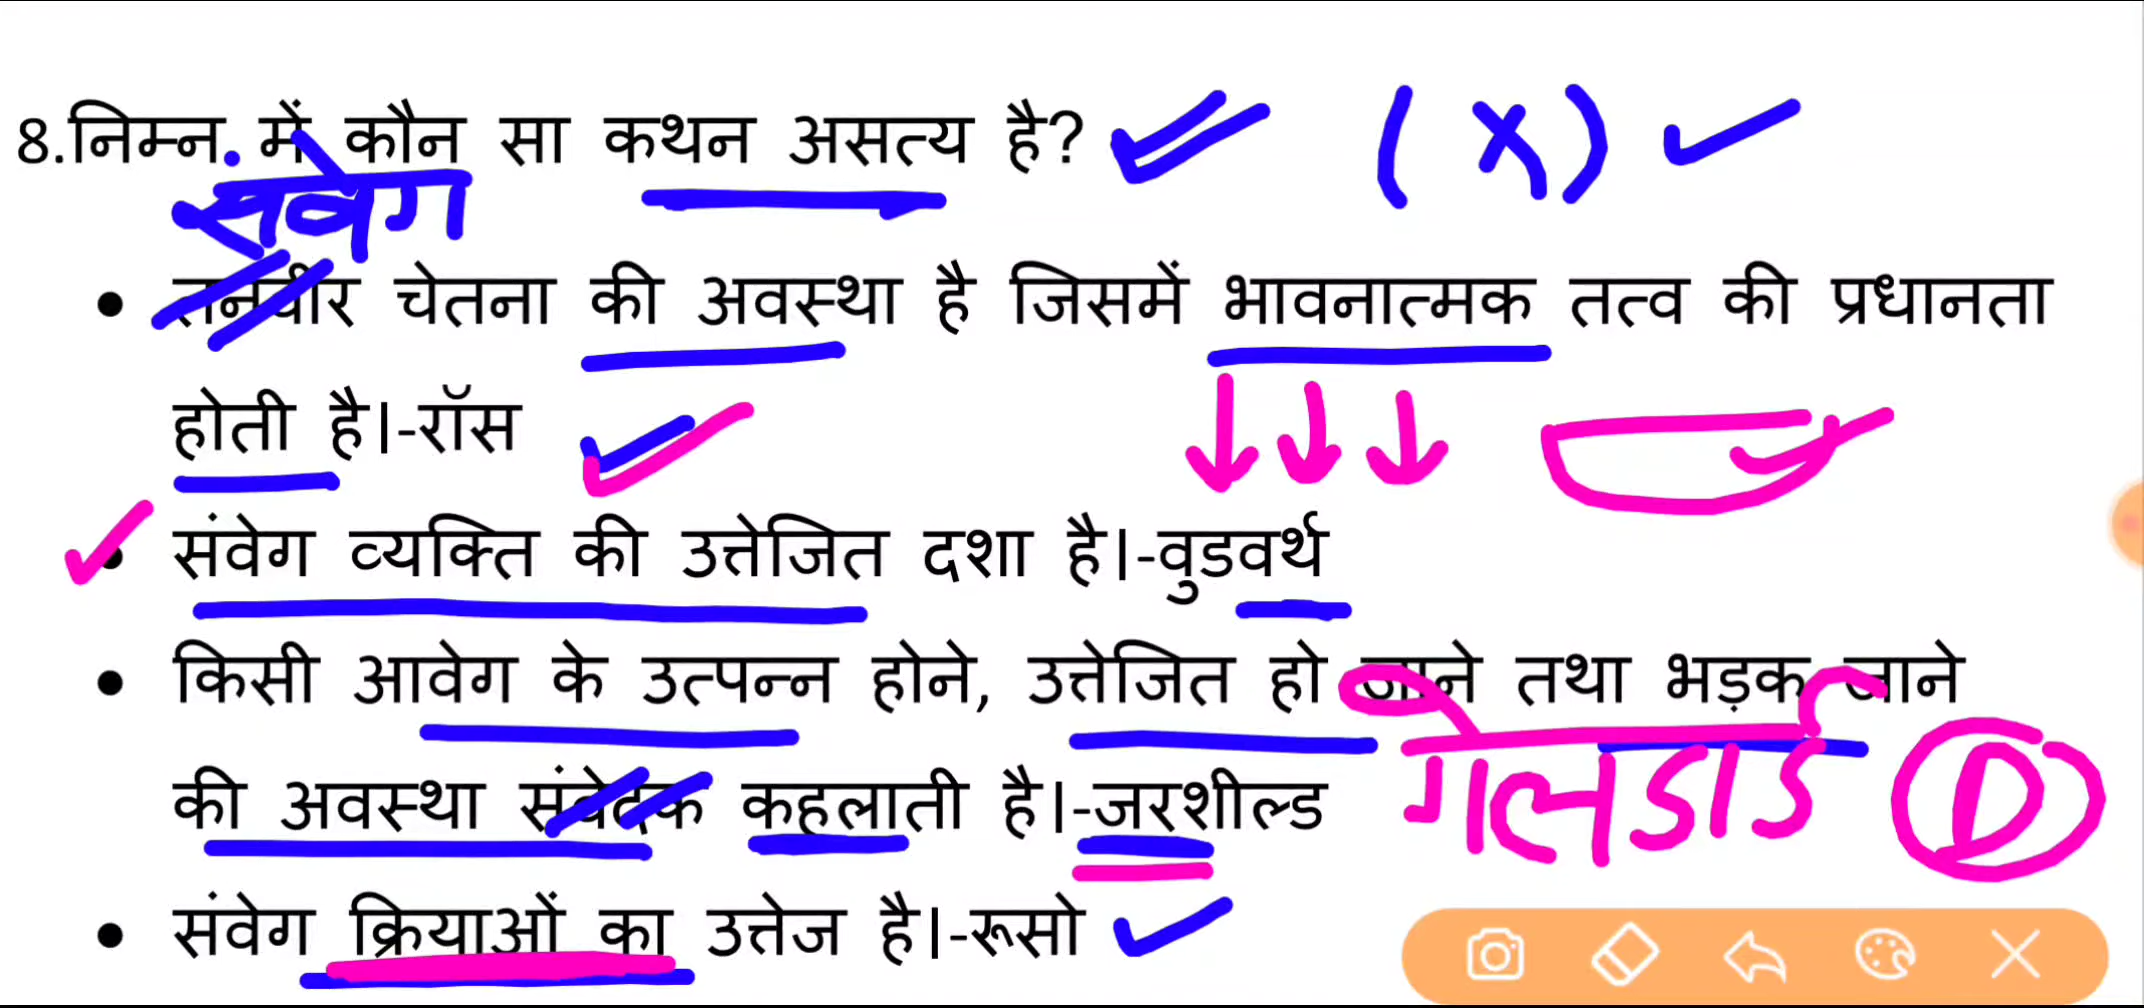 8.निम्न में कौन सा कथन असत्य है? (X)
संवेग
• तनवीर चेतना की अवस्था है जिसमें भावनात्मक तत्व की प्रधानता
होती है।-रॉस
• संवेग व्यक्ति की उत्तेजित दशा है।-वुडवर्थ
• किसी आवेग के उत्पन्न होने, उत्तेजित हो जाने तथा भड़क जाने
की अवस्था संवेदक कहलाती है।-जरशील्ड गेलडार्ड D
• संवेग क्रियाओं का उत्तेज है।-रूसो